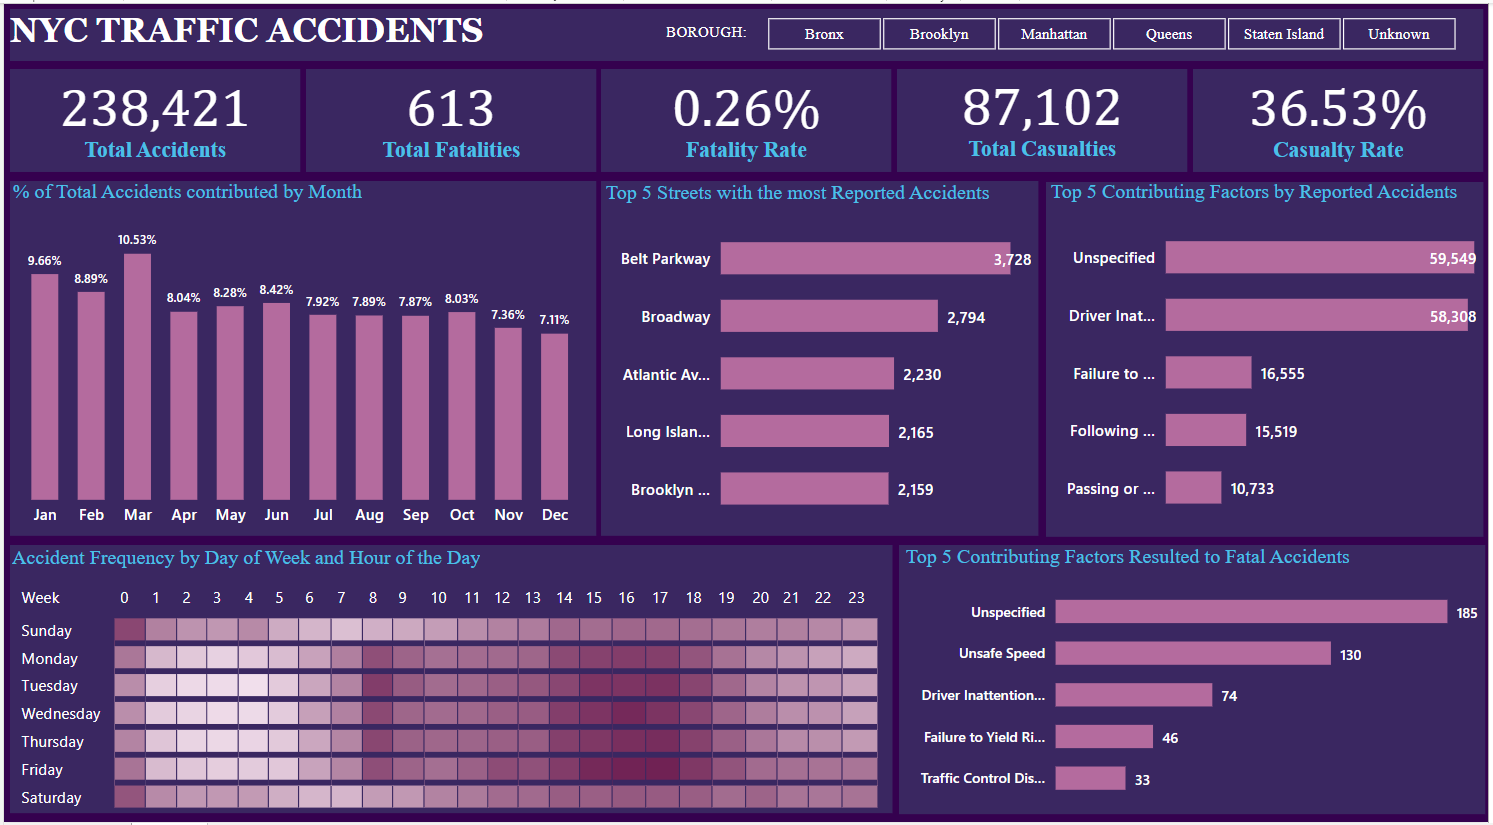 NYC TRAFFIC ACCIDENTS
BOROUGH: Bronx Brooklyn Manhattan Queens Staten Island Unknown
238,421
Total Accidents
613
Total Fatalities
0.26%
Fatality Rate
87,102
Total Casualties
36.53%
Casualty Rate
% of Total Accidents contributed by Month
9.66% 8.89% 10.53% 8.04% 8.28% 8.42% 7.92% 7.89% 7.87% 8.03% 7.36% 7.11%
Jan Feb Mar Apr May Jun Jul Aug Sep Oct Nov Dec
Top 5 Streets with the most Reported Accidents
Belt Parkway 3,728
Broadway 2,794
Atlantic Av... 2,230
Long Islan... 2,165
Brooklyn ... 2,159
Top 5 Contributing Factors by Reported Accidents
Unspecified 59,549
Driver Inat... 58,308
Failure to ... 16,555
Following ... 15,519
Passing or ... 10,733
Accident Frequency by Day of Week and Hour of the Day
Week 0 1 2 3 4 5 6 7 8 9 10 11 12 13 14 15 16 17 18 19 20 21 22 23
Sunday
Monday
Tuesday
Wednesday
Thursday
Friday
Saturday
Top 5 Contributing Factors Resulted to Fatal Accidents
Unspecified 185
Unsafe Speed 130
Driver Inattention... 74
Failure to Yield Ri... 46
Traffic Control Dis... 33